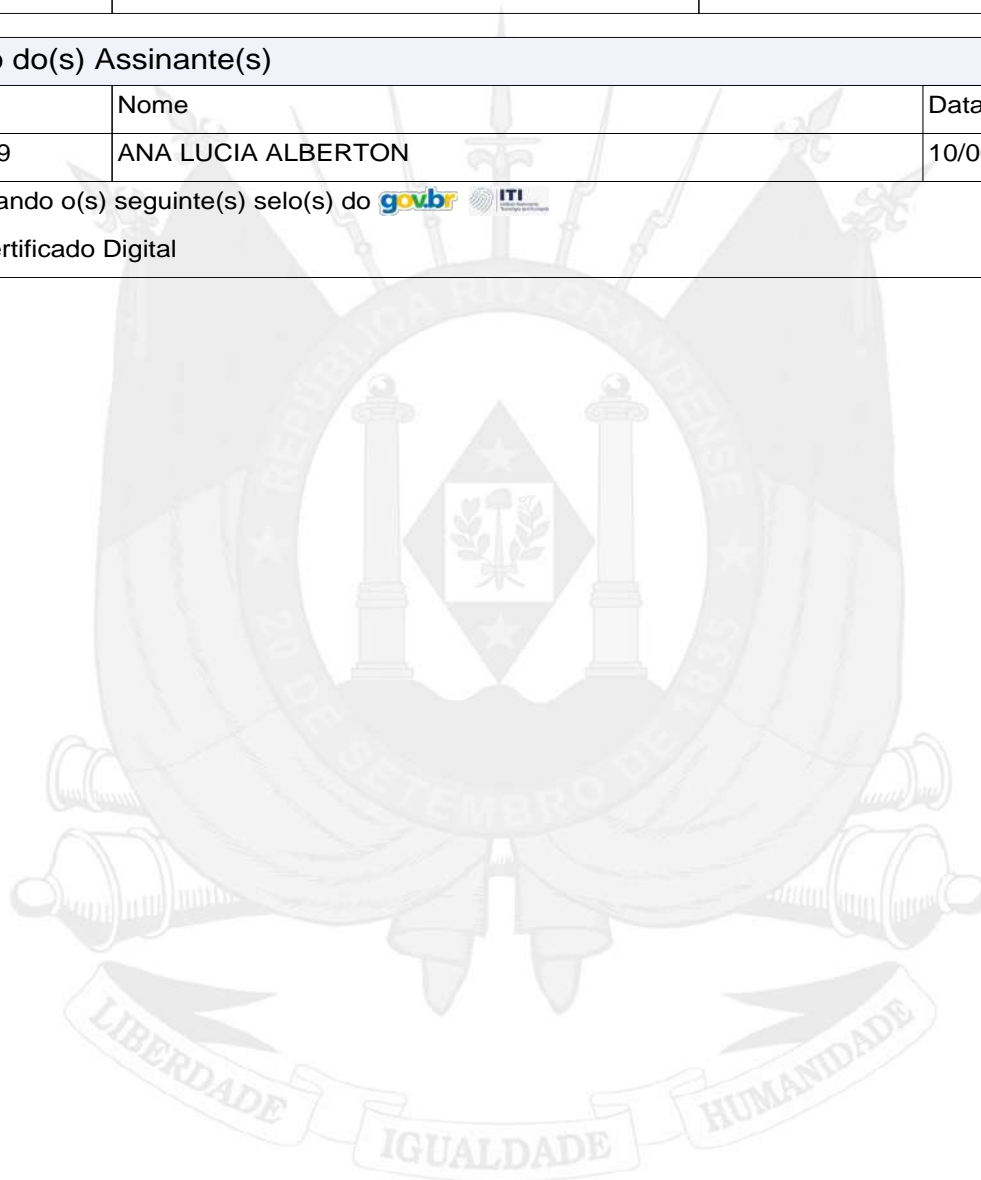 o do(s) Assinante(s)
Nome Data
9 ANA LUCIA ALBERTON 10/0
ando o(s) seguinte(s) selo(s) do gov.br ITI
ertificado Digital
REPÚBLICA RIO-GRANDENSE
20 DE SETEMBRO DE 1835
LIBERDADE IGUALDADE HUMANIDADE